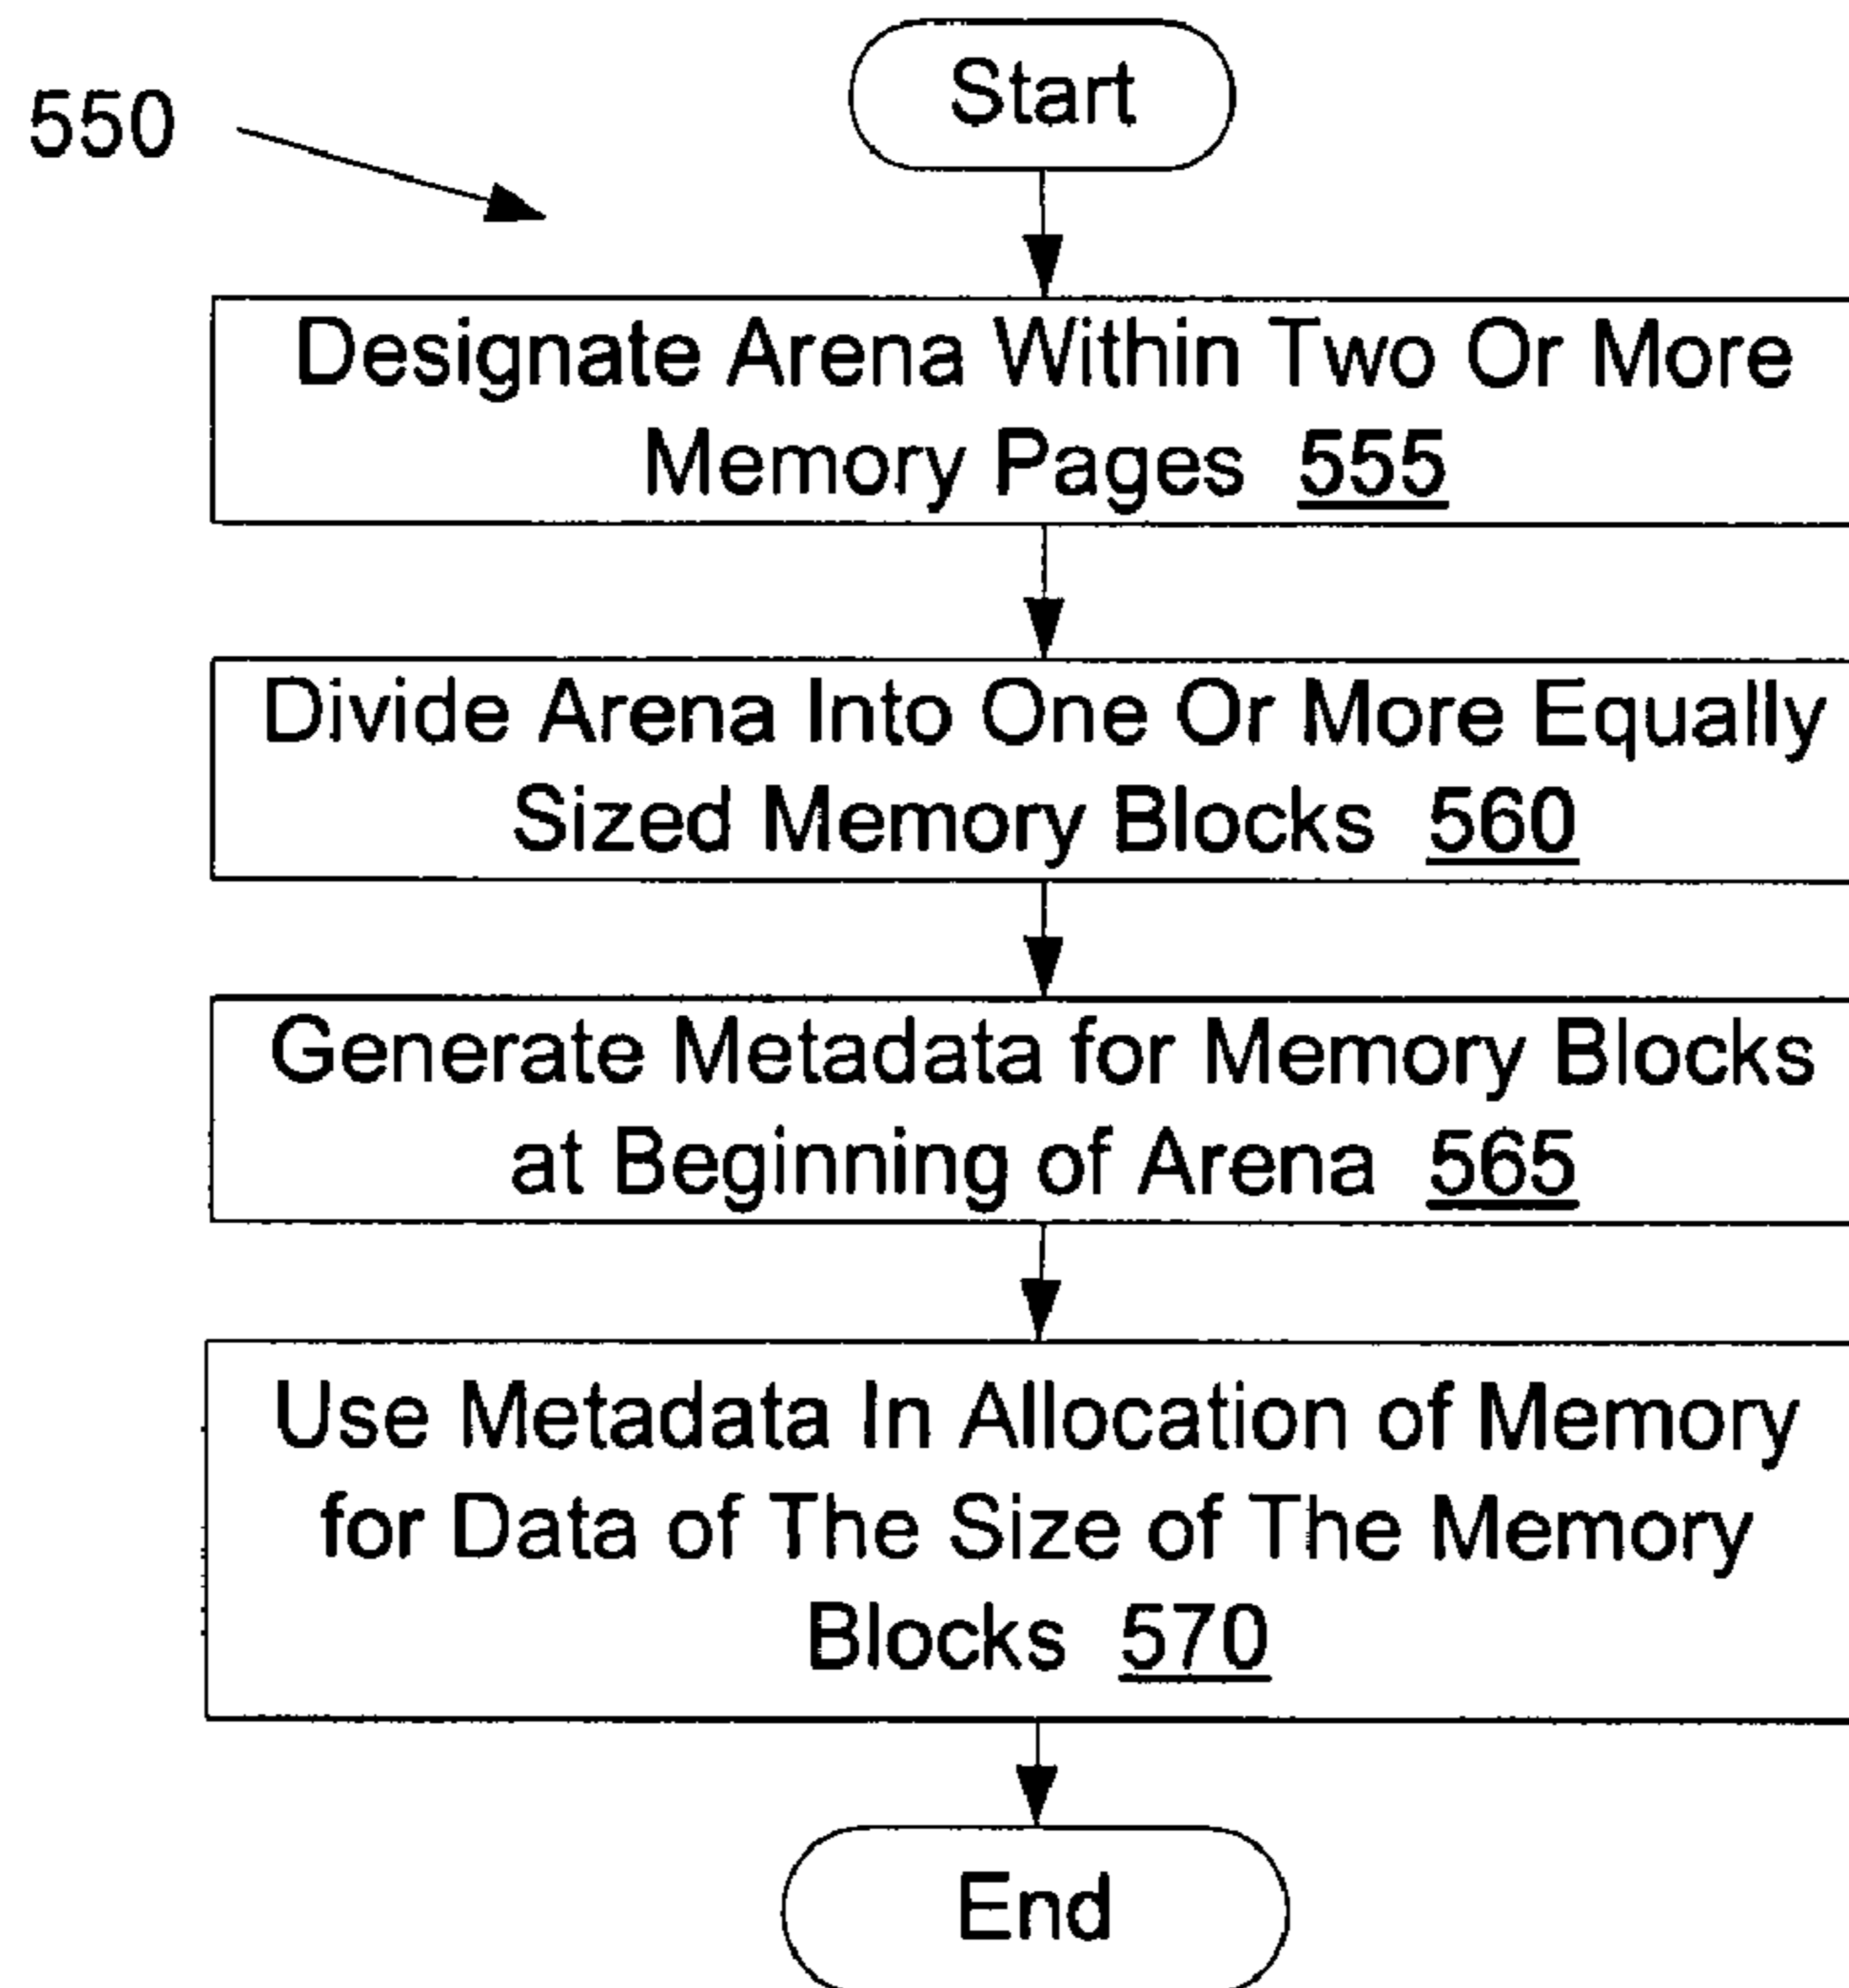 Start
550
Designate Arena Within Two Or More
Memory Pages 555
Divide Arena Into One Or More Equally
Sized Memory Blocks 560
Generate Metadata for Memory Blocks
at Beginning of Arena 565
Use Metadata In Allocation of Memory
for Data of The Size of The Memory
Blocks 570
End